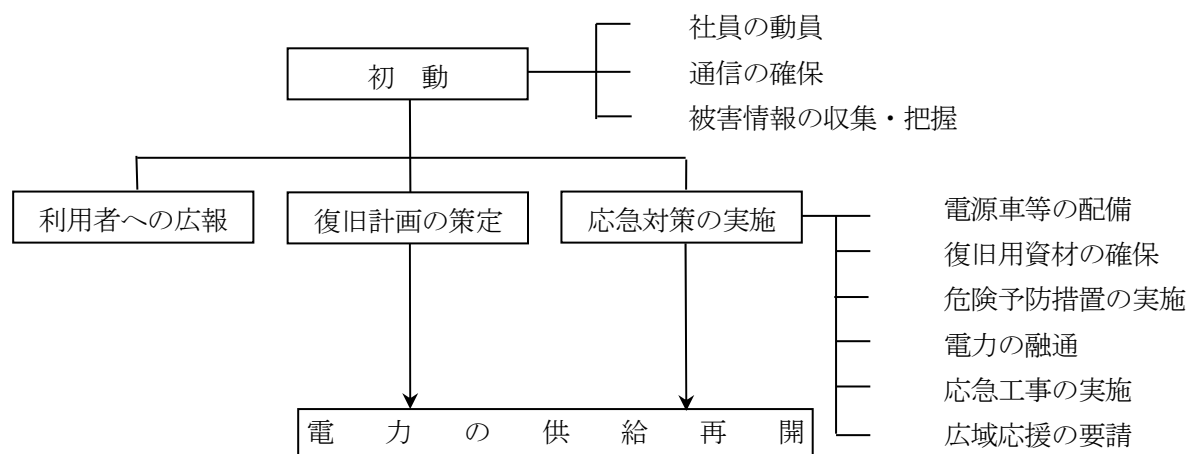 社員の動員
初　動
通信の確保
被害情報の収集・把握
利用者への広報
復旧計画の策定
応急対策の実施
電源車等の配備
復旧用資材の確保
危険予防措置の実施
電力の融通
応急工事の実施
広域応援の要請
電　力　の　供　給　再　開